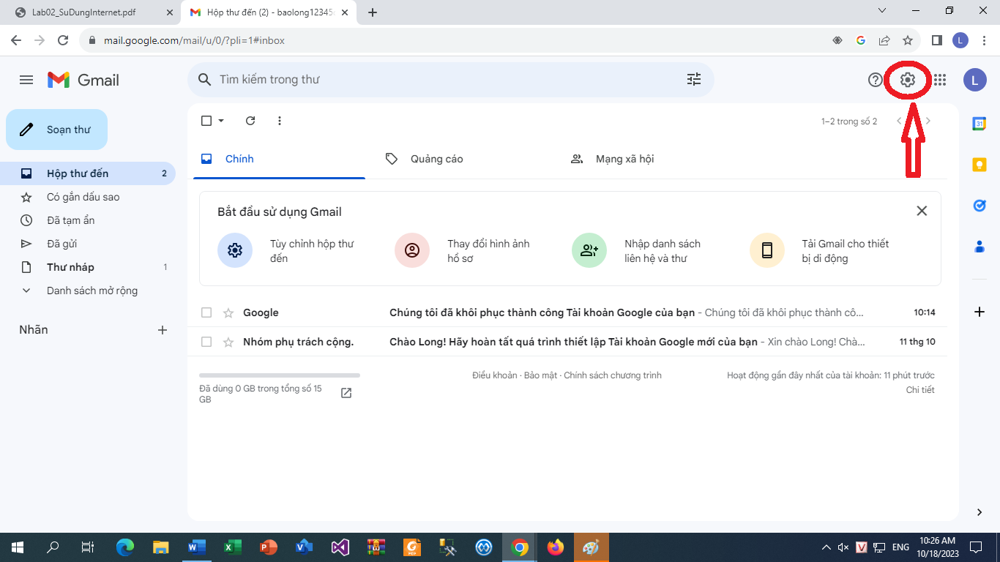 Lab02_SuDungInternet.pdf
Hộp thư đến (2) - baolong12345
mail.google.com/mail/u/0/?pli=1#inbox
L
Gmail
Tìm kiếm trong thư
L
Soạn thư
1–2 trong số 2
31
Chính
Quảng cáo
Mạng xã hội
Hộp thư đến 2
Có gắn dấu sao
Đã tạm ẩn
Đã gửi
Thư nháp 1
Danh sách mở rộng
Nhãn
Bắt đầu sử dụng Gmail
Tùy chỉnh hộp thư
đến
Thay đổi hình ảnh
hồ sơ
Nhập danh sách
liên hệ và thư
Tải Gmail cho thiết
bị di động
Google Chúng tôi đã khôi phục thành công Tài khoản Google của bạn - Chúng tôi đã khôi phục thành cô... 10:14
Nhóm phụ trách cộng. Chào Long! Hãy hoàn tất quá trình thiết lập Tài khoản Google mới của bạn - Xin chào Long! Chà... 11 thg 10
Đã dùng 0 GB trong tổng số 15
GB
Điều khoản · Bảo mật · Chính sách chương trình
Hoạt động gần đây nhất của tài khoản: 11 phút trước
Chi tiết
ENG
10:26 AM
10/18/2023